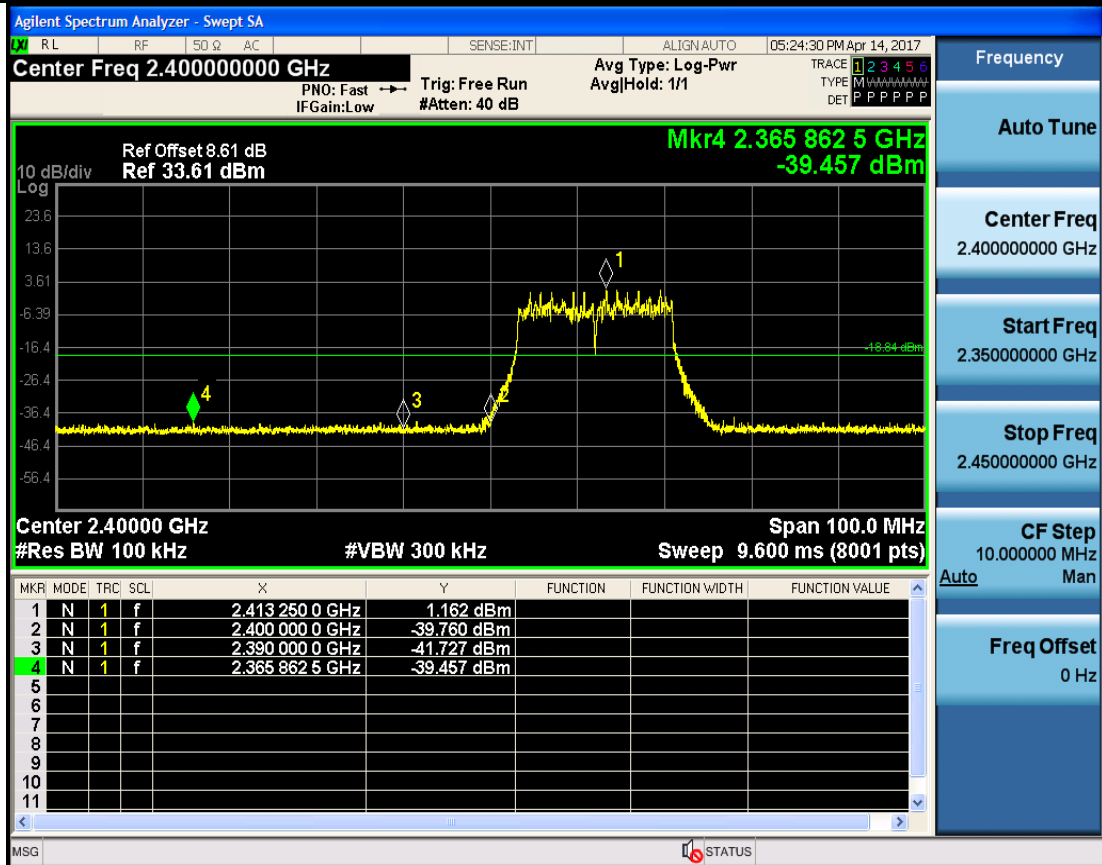 Agilent Spectrum Analyzer - Swept SA
LXI RL RF 50 Ω AC SENSE:INT ALIGN AUTO 05:24:30 PM Apr 14, 2017
Center Freq 2.400000000 GHz
PNO: Fast
IFGain:Low
Trig: Free Run
#Atten: 40 dB
Avg Type: Log-Pwr
Avg|Hold: 1/1
TRACE 1 2 3 4 5 6
TYPE M
DET P P P P P P
Mkr4 2.365 862 5 GHz
-39.457 dBm
Ref Offset 8.61 dB
10 dB/div Ref 33.61 dBm
Log
23.6
13.6
3.61
-6.39
-16.4
-26.4
-36.4
-46.4
-56.4
1
2
3
4
-18.84 dBm
Center 2.40000 GHz Span 100.0 MHz
#Res BW 100 kHz #VBW 300 kHz Sweep 9.600 ms (8001 pts)
MKR MODE TRC SCL X Y FUNCTION FUNCTION WIDTH FUNCTION VALUE
1 N 1 f 2.413 250 0 GHz 1.162 dBm
2 N 1 f 2.400 000 0 GHz -39.760 dBm
3 N 1 f 2.390 000 0 GHz -41.727 dBm
4 N 1 f 2.365 862 5 GHz -39.457 dBm
5
6
7
8
9
10
11
MSG STATUS
Frequency
Auto Tune
Center Freq
2.400000000 GHz
Start Freq
2.350000000 GHz
Stop Freq
2.450000000 GHz
CF Step
10.000000 MHz
Auto Man
Freq Offset
0 Hz